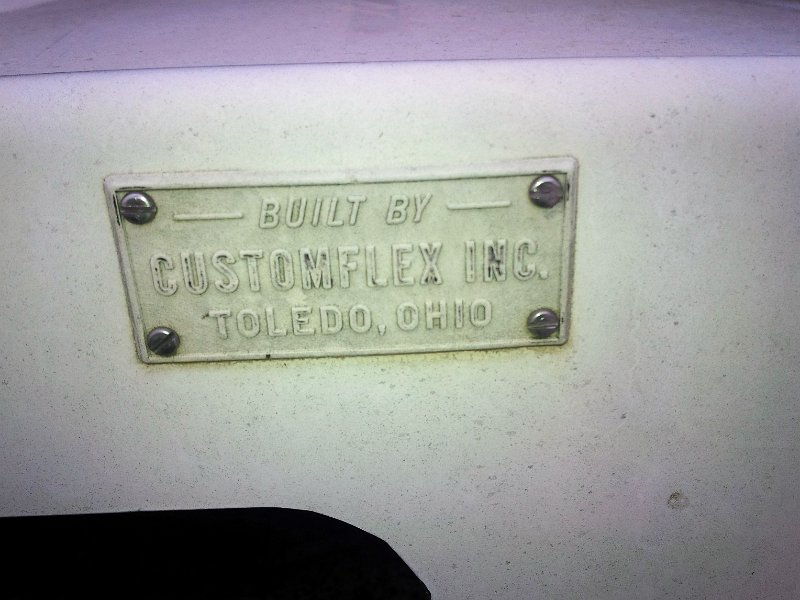 BUILT BY
CUSTOMFLEX INC.
TOLEDO, OHIO